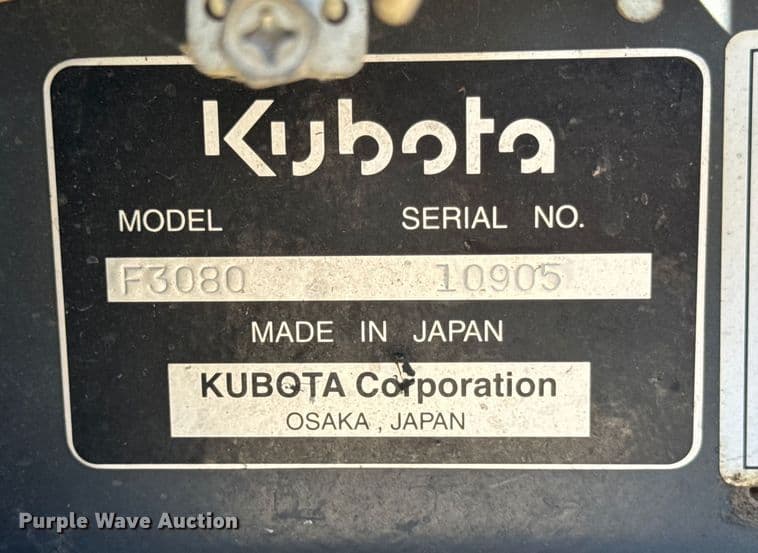 Kubota
MODEL SERIAL NO.
F3080 10905
MADE IN JAPAN
KUBOTA Corporation
OSAKA , JAPAN
Purple Wave Auction